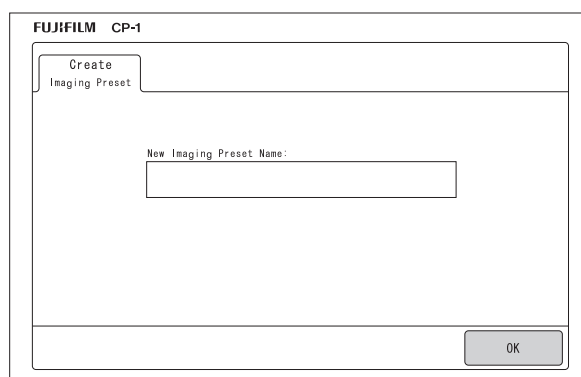 FUJIFILM CP-1
Create
Imaging Preset
New Imaging Preset Name:
OK